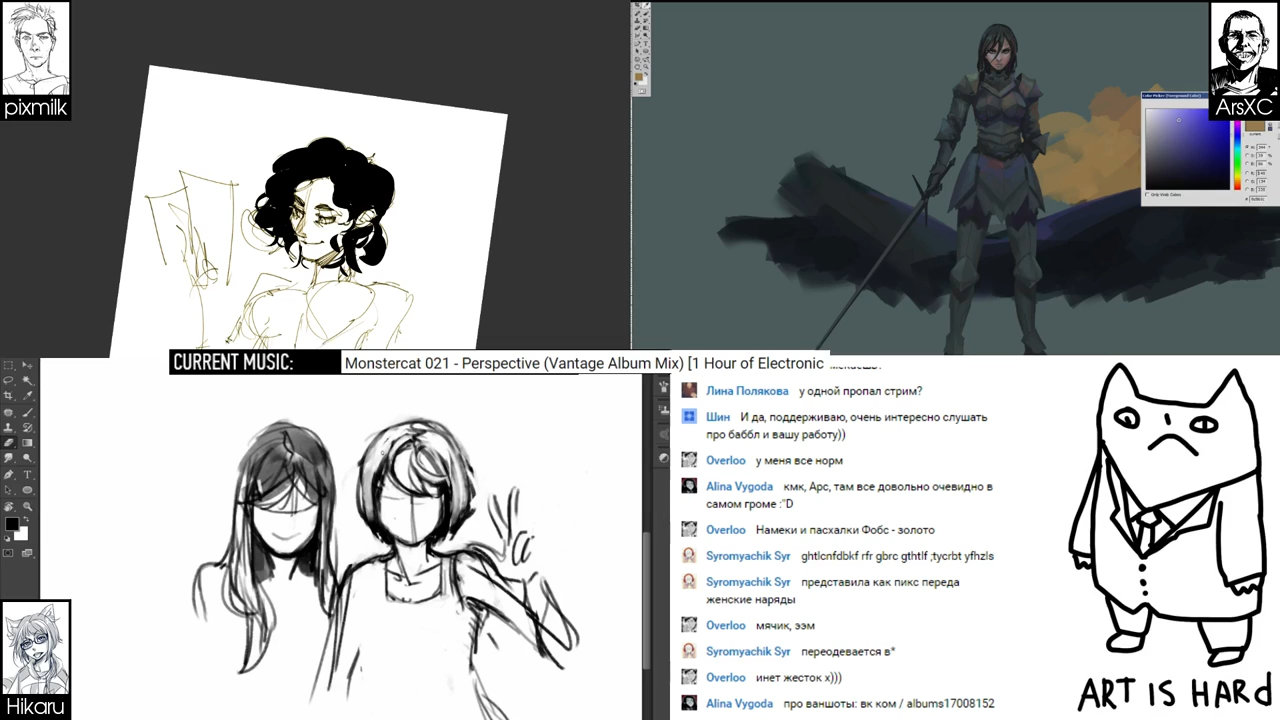 pixmilk
ArsXC
CURRENT MUSIC:
Monstercat 021 - Perspective (Vantage Album Mix) [1 Hour of Electronic
Лина Полякова у одной пропал стрим?
Шин И да, поддерживаю, очень интересно слушать
про баббл и вашу работу))
Overloo у меня все норм
Alina Vygoda кмк, Арс, там все довольно очевидно в
самом громе :"D
Overloo Намеки и пасхалки Фобс - золото
Syromyachik Syr ghtlcnfdbkf rfr gbrc gthtlf ;tycrbt yfhzls
Syromyachik Syr представила как пикс переда
женские наряды
Overloo мячик, ээм
Syromyachik Syr переодевается в*
Overloo инет жесток х)))
Alina Vygoda про ваншоты: вк ком / albums17008152
Hikaru
ART IS HARd